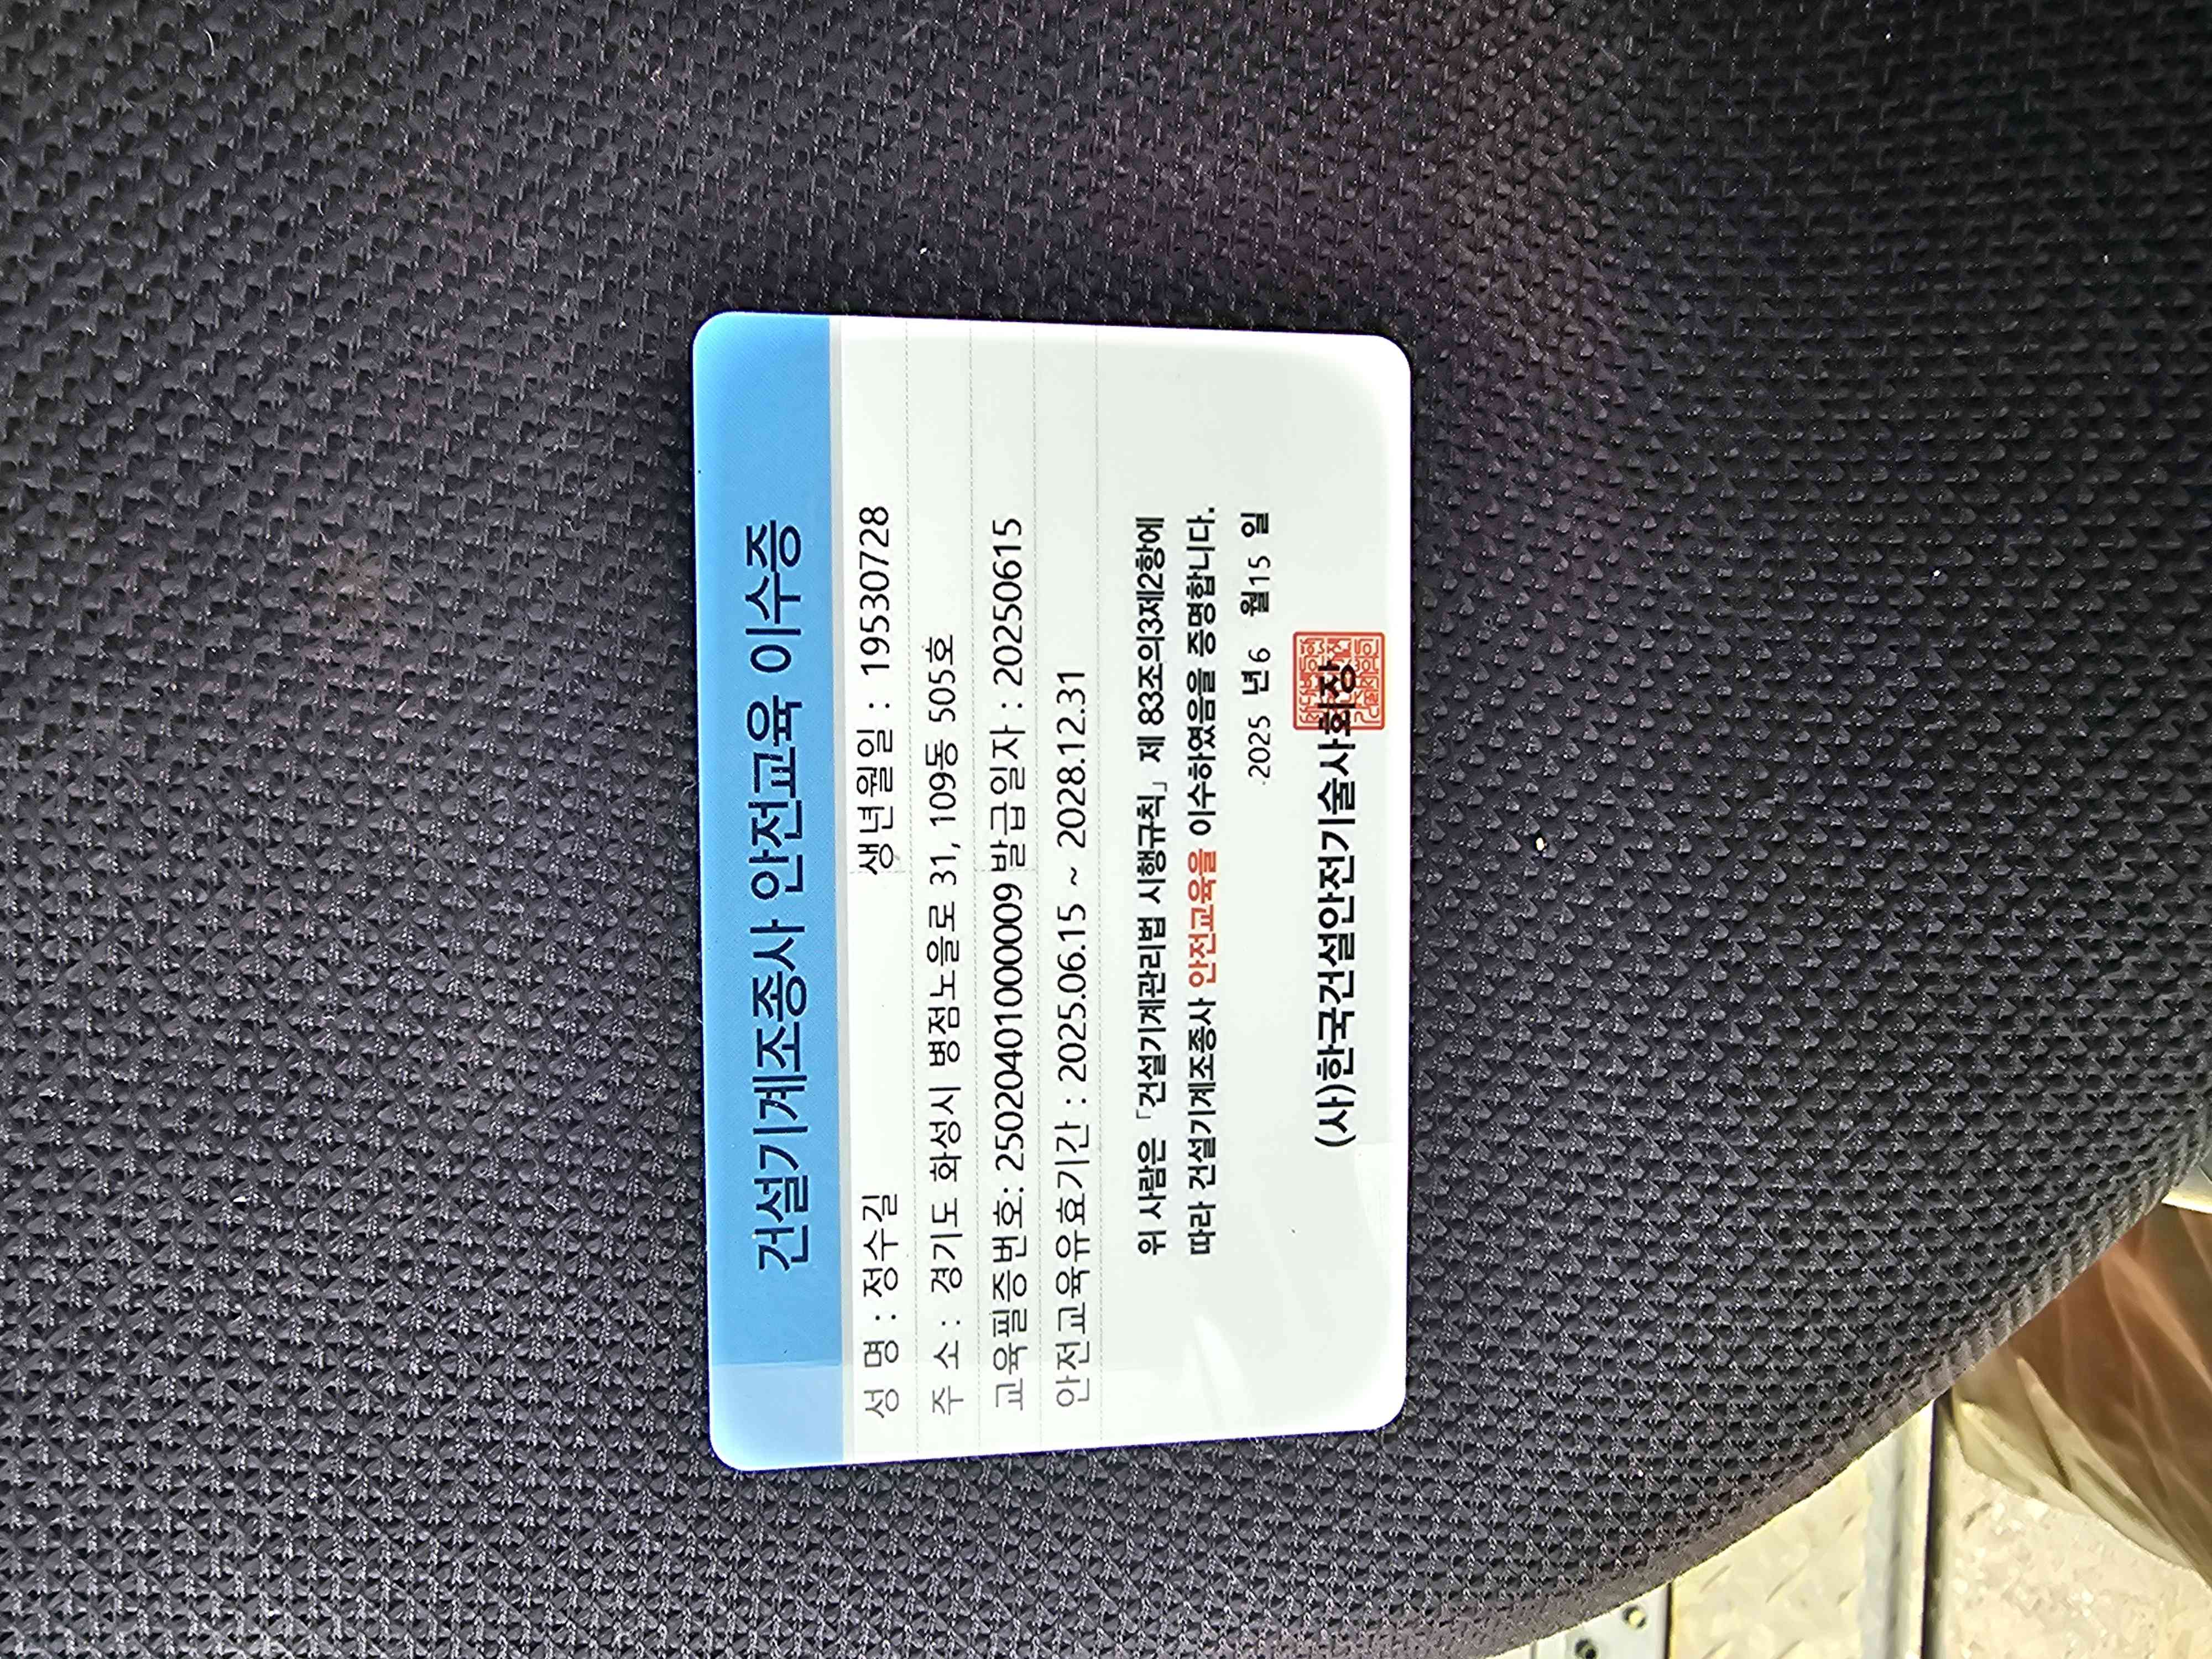 건설기계조종사 안전교육 이수증
성 명 : 정수길 생년월일 : 19530728
주 소 : 경기도 화성시 병점노을로 31, 109동 505호
교육필증번호: 2502040100009 발급일자 : 20250615
안전교육유효기간 : 2025.06.15 ~ 2028.12.31
위 사람은 「건설기계관리법 시행규칙」 제 83조의3제2항에
따라 건설기계조종사 안전교육을 이수하였음을 증명합니다.
2025 년6 월15 일
(사)한국건설안전기술사회장